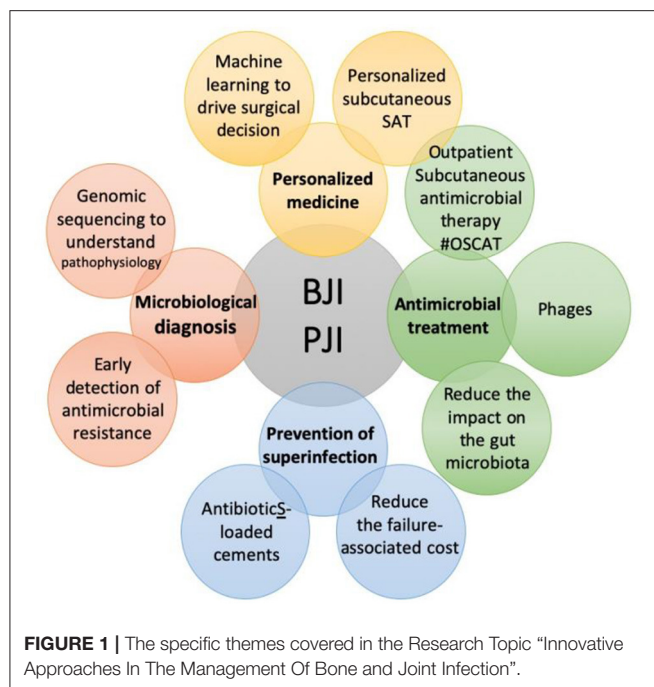 Machine
learning to
drive surgical
decision
Personalized
subcutaneous
SAT
Personalized
medicine
Outpatient
Subcutaneous
antimicrobial
therapy
#OSCAT
Genomic
sequencing to
understand
pathophysiology
Microbiological
diagnosis
BJI
PJI
Antimicrobial
treatment
Phages
Early
detection of
antimicrobial
resistance
Reduce the
impact on
the gut
microbiota
Prevention of
superinfection
AntibioticS-
loaded
cements
Reduce
the failure-
associated cost
FIGURE 1 | The specific themes covered in the Research Topic “Innovative
Approaches In The Management Of Bone and Joint Infection”.